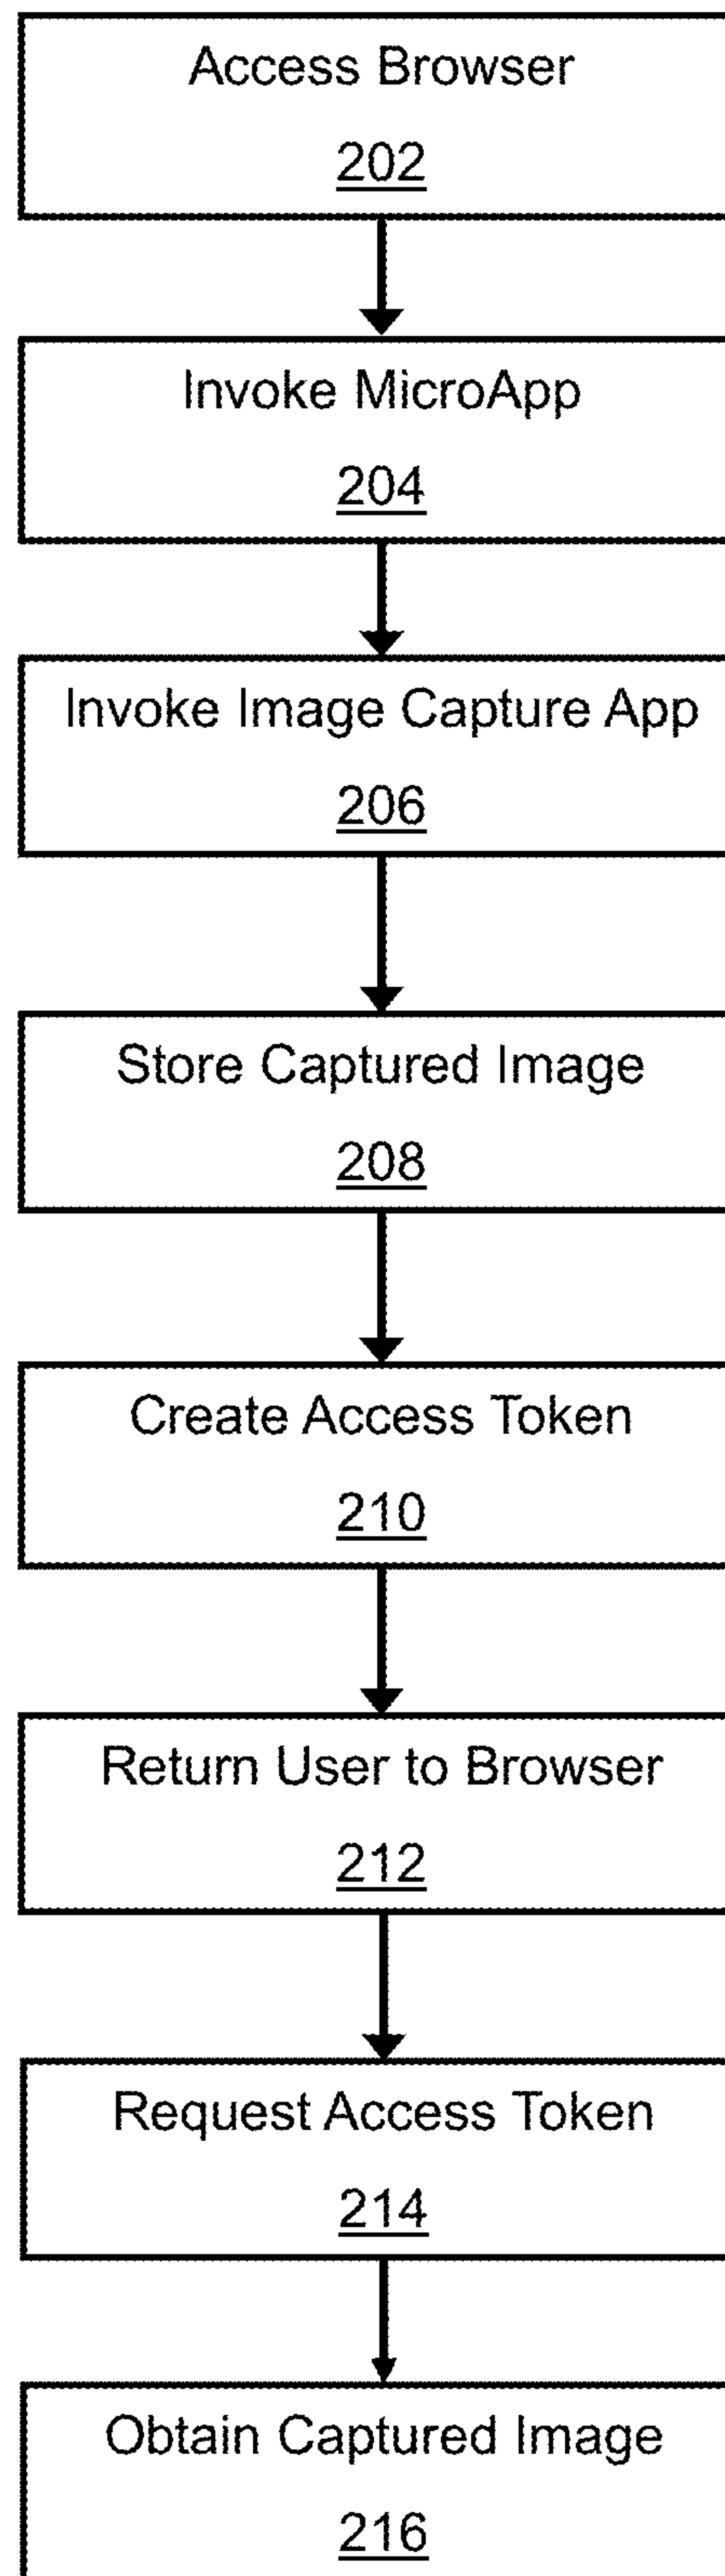 Access Browser
202
Invoke MicroApp
204
Invoke Image Capture App
206
Store Captured Image
208
Create Access Token
210
Return User to Browser
212
Request Access Token
214
Obtain Captured Image
216